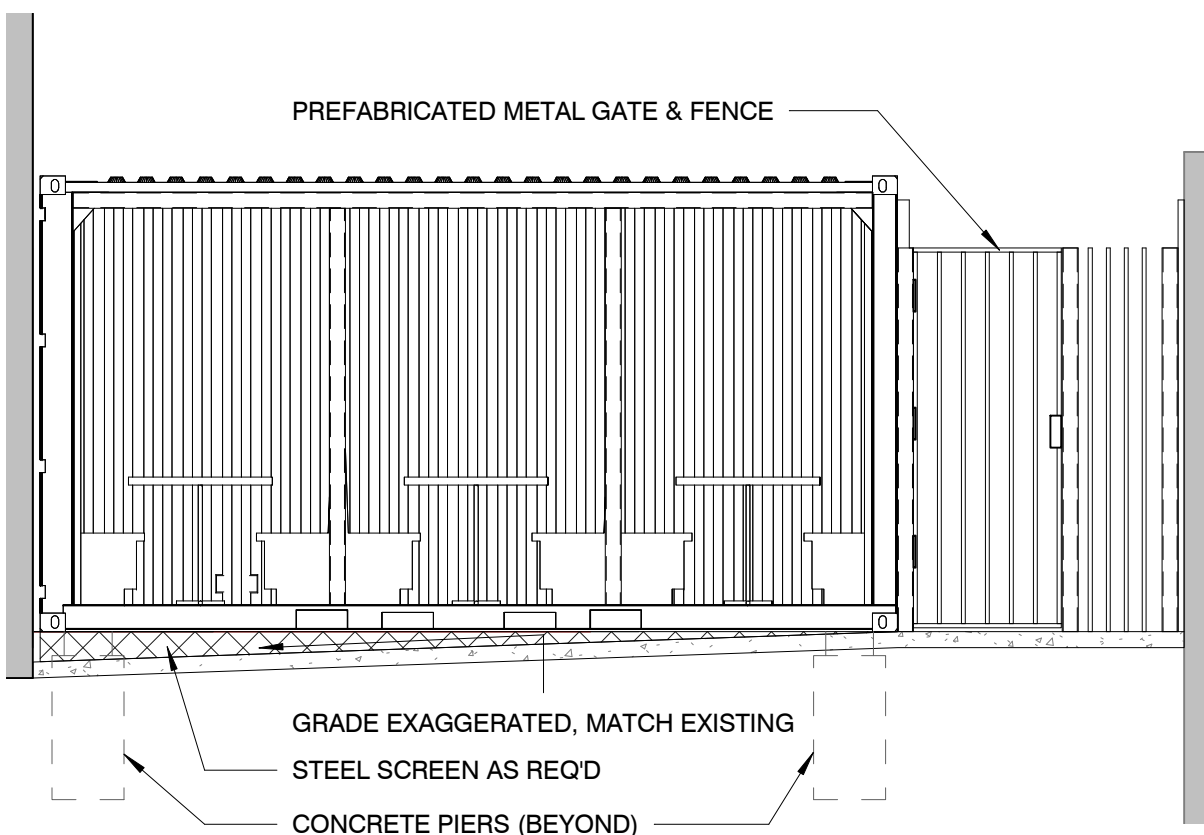 PREFABRICATED METAL GATE & FENCE
GRADE EXAGGERATED, MATCH EXISTING
STEEL SCREEN AS REQ'D
CONCRETE PIERS (BEYOND)